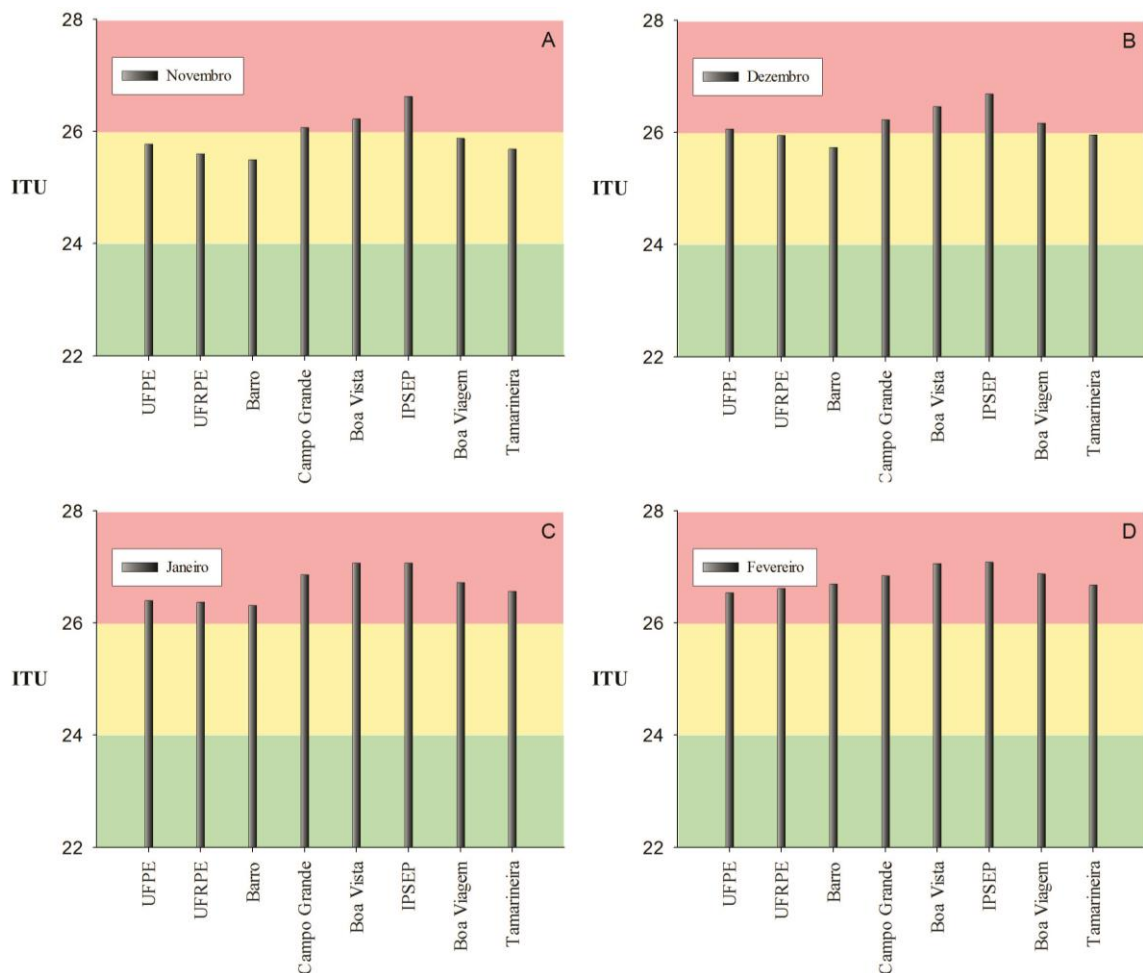 28
A
Novembro
26
ITU
24
22
UFPE
UFRPE
Barro
Campo Grande
Boa Vista
IPSEP
Boa Viagem
Tamarineira
28
B
Dezembro
26
ITU
24
22
UFPE
UFRPE
Barro
Campo Grande
Boa Vista
IPSEP
Boa Viagem
Tamarineira
28
C
Janeiro
26
ITU
24
22
UFPE
UFRPE
Barro
Campo Grande
Boa Vista
IPSEP
Boa Viagem
Tamarineira
28
D
Fevereiro
26
ITU
24
22
UFPE
UFRPE
Barro
Campo Grande
Boa Vista
IPSEP
Boa Viagem
Tamarineira